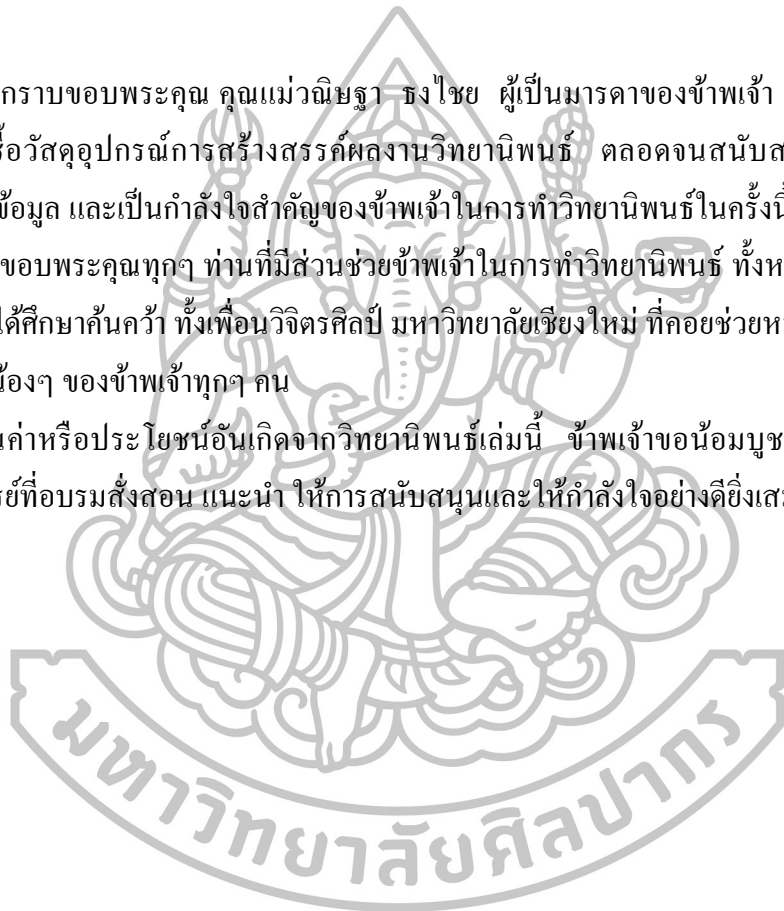 กราบขอบพระคุณ คุณแม่วณิษฐา ธงไชย ผู้เป็นมารดาของข้าพเจ้า
วัสดุอุปกรณ์การสร้างสรรค์ผลงานวิทยานิพนธ์ ตลอดจนสนับส
ข้อมูล และเป็นกำลังใจสำคัญของข้าพเจ้าในการทำวิทยานิพนธ์ในครั้งนี้
ขอบพระคุณทุกๆ ท่านที่มีส่วนช่วยข้าพเจ้าในการทำวิทยานิพนธ์ ทั้งห
ได้ศึกษาค้นคว้า ทั้งเพื่อนวิจิตรศิลป์ มหาวิทยาลัยเชียงใหม่ ที่คอยช่วยห
น้องๆ ของข้าพเจ้าทุกๆ คน
ค่าหรือประโยชน์อันเกิดจากวิทยานิพนธ์เล่มนี้ ข้าพเจ้าขอน้อมบูช
ย์ที่อบรมสั่งสอน แนะนำ ให้การสนับสนุนและให้กำลังใจอย่างดียิ่งเส
มหาวิทยาลัยศิลปากร